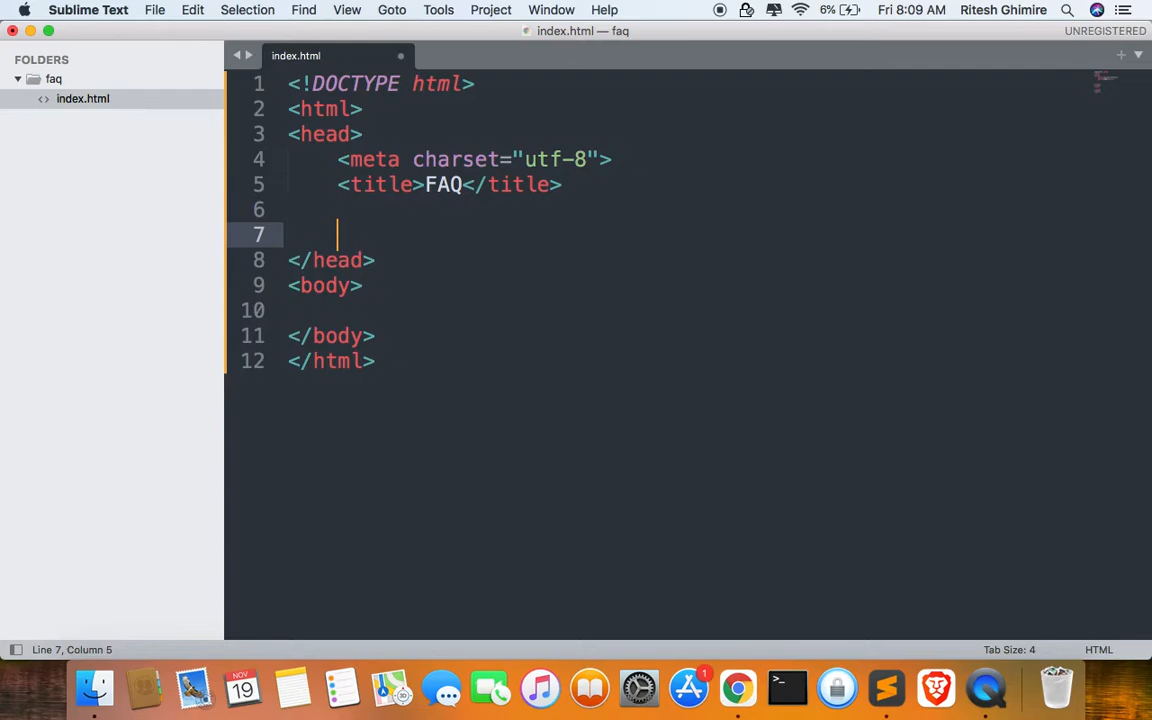 Sublime Text File Edit Selection Find View Goto Tools Project Window Help 6% Fri 8:09 AM Ritesh Ghimire
index.html — faq UNREGISTERED
FOLDERS
faq
index.html
index.html
1 <!DOCTYPE html>
2 <html>
3 <head>
4 <meta charset="utf-8">
5 <title>FAQ</title>
6
7
8 </head>
9 <body>
10
11 </body>
12 </html>
Line 7, Column 5 Tab Size: 4 HTML
NOV
19
1